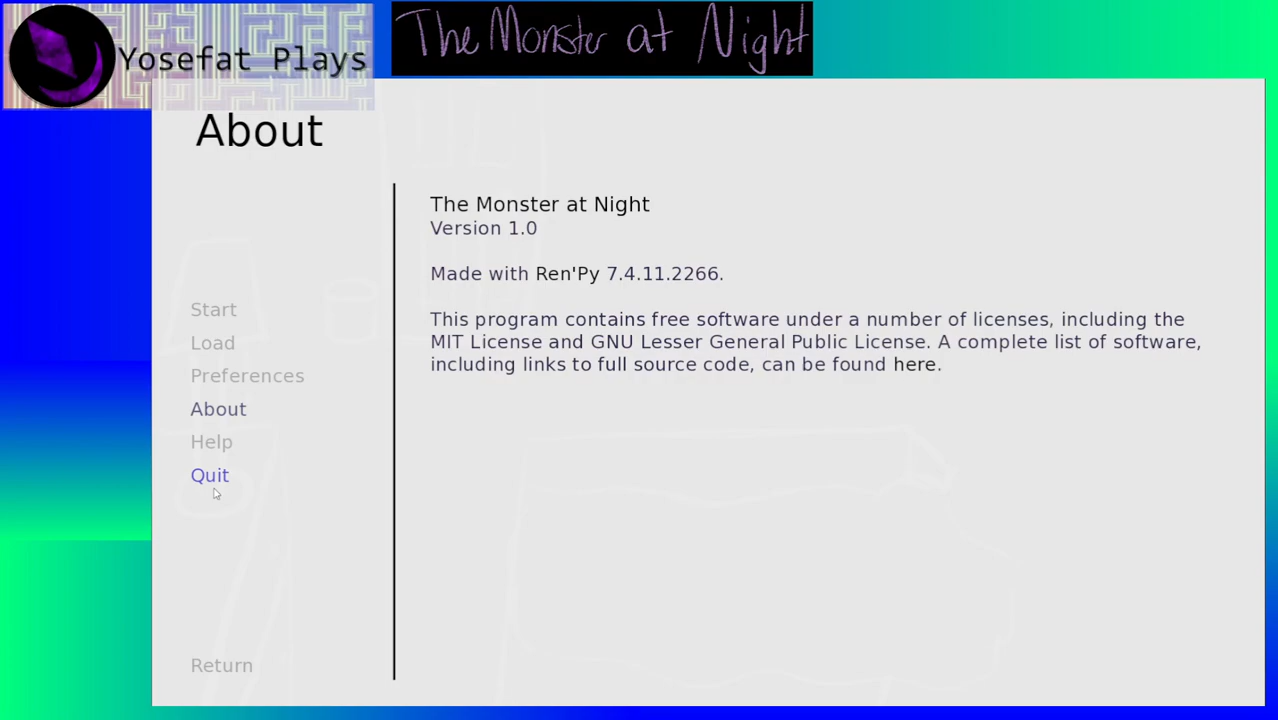 Yosefat Plays
The Monster at Night
About
The Monster at Night
Version 1.0
Made with Ren'Py 7.4.11.2266.
This program contains free software under a number of licenses, including the
MIT License and GNU Lesser General Public License. A complete list of software,
including links to full source code, can be found here.
Start
Load
Preferences
About
Help
Quit
Return